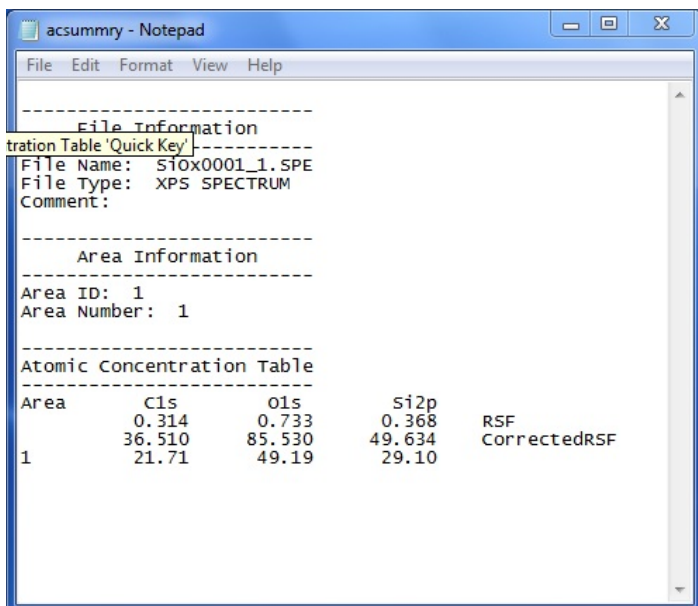 acsummry - Notepad
File Edit Format View Help
--------------------------
File Information
tration Table 'Quick Key'
--------------------------
File Name: SiOx0001_1.SPE
File Type: XPS SPECTRUM
Comment:
--------------------------
Area Information
--------------------------
Area ID: 1
Area Number: 1
--------------------------
Atomic Concentration Table
--------------------------
Area C1s O1s Si2p
0.314 0.733 0.368 RSF
36.510 85.530 49.634 CorrectedRSF
1 21.71 49.19 29.10